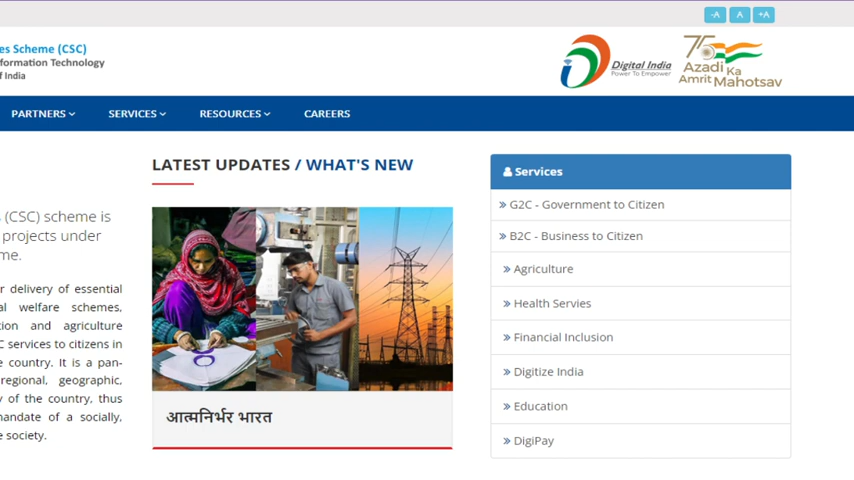 -A A +A
es Scheme (CSC)
formation Technology
f India
Digital India
Power To Empower
75
Azadi Ka
Amrit Mahotsav
PARTNERS SERVICES RESOURCES CAREERS
LATEST UPDATES / WHAT'S NEW
(CSC) scheme is
projects under
me.
r delivery of essential
al welfare schemes,
tion and agriculture
C services to citizens in
e country. It is a pan-
regional, geographic,
y of the country, thus
mandate of a socially,
e society.
आत्मनिर्भर भारत
Services
G2C - Government to Citizen
B2C - Business to Citizen
Agriculture
Health Servies
Financial Inclusion
Digitize India
Education
DigiPay